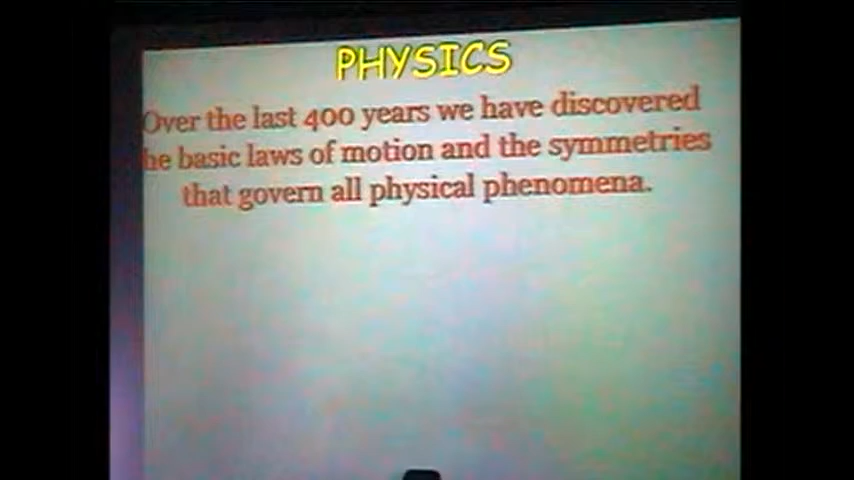 PHYSICS
Over the last 400 years we have discovered
he basic laws of motion and the symmetries
that govern all physical phenomena.